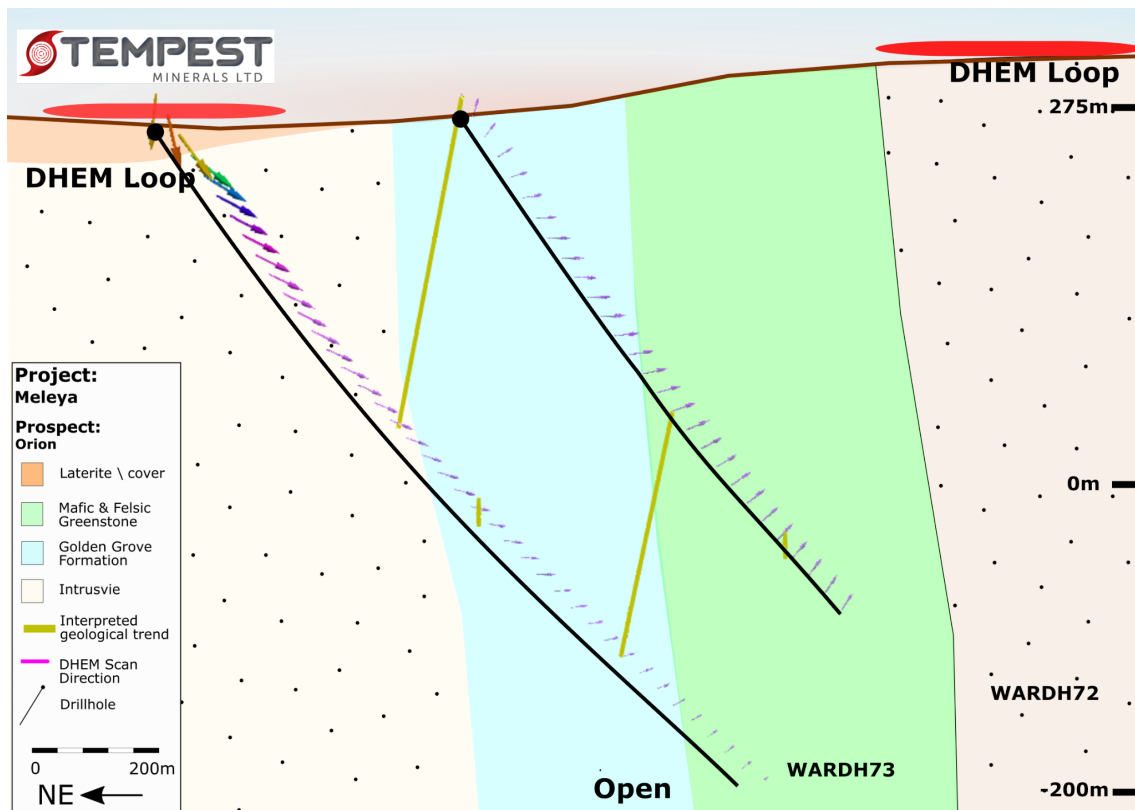 TEMPEST
MINERALS LTD
DHEM Loop
275m
DHEM Loop
Project:
Meleya
Prospect:
Orion
Laterite \ cover
Mafic & Felsic
Greenstone
Golden Grove
Formation
Intrusvie
Interpreted
geological trend
DHEM Scan
Direction
Drillhole
0 200m
NE
0m
WARDH72
WARDH73
Open
-200m